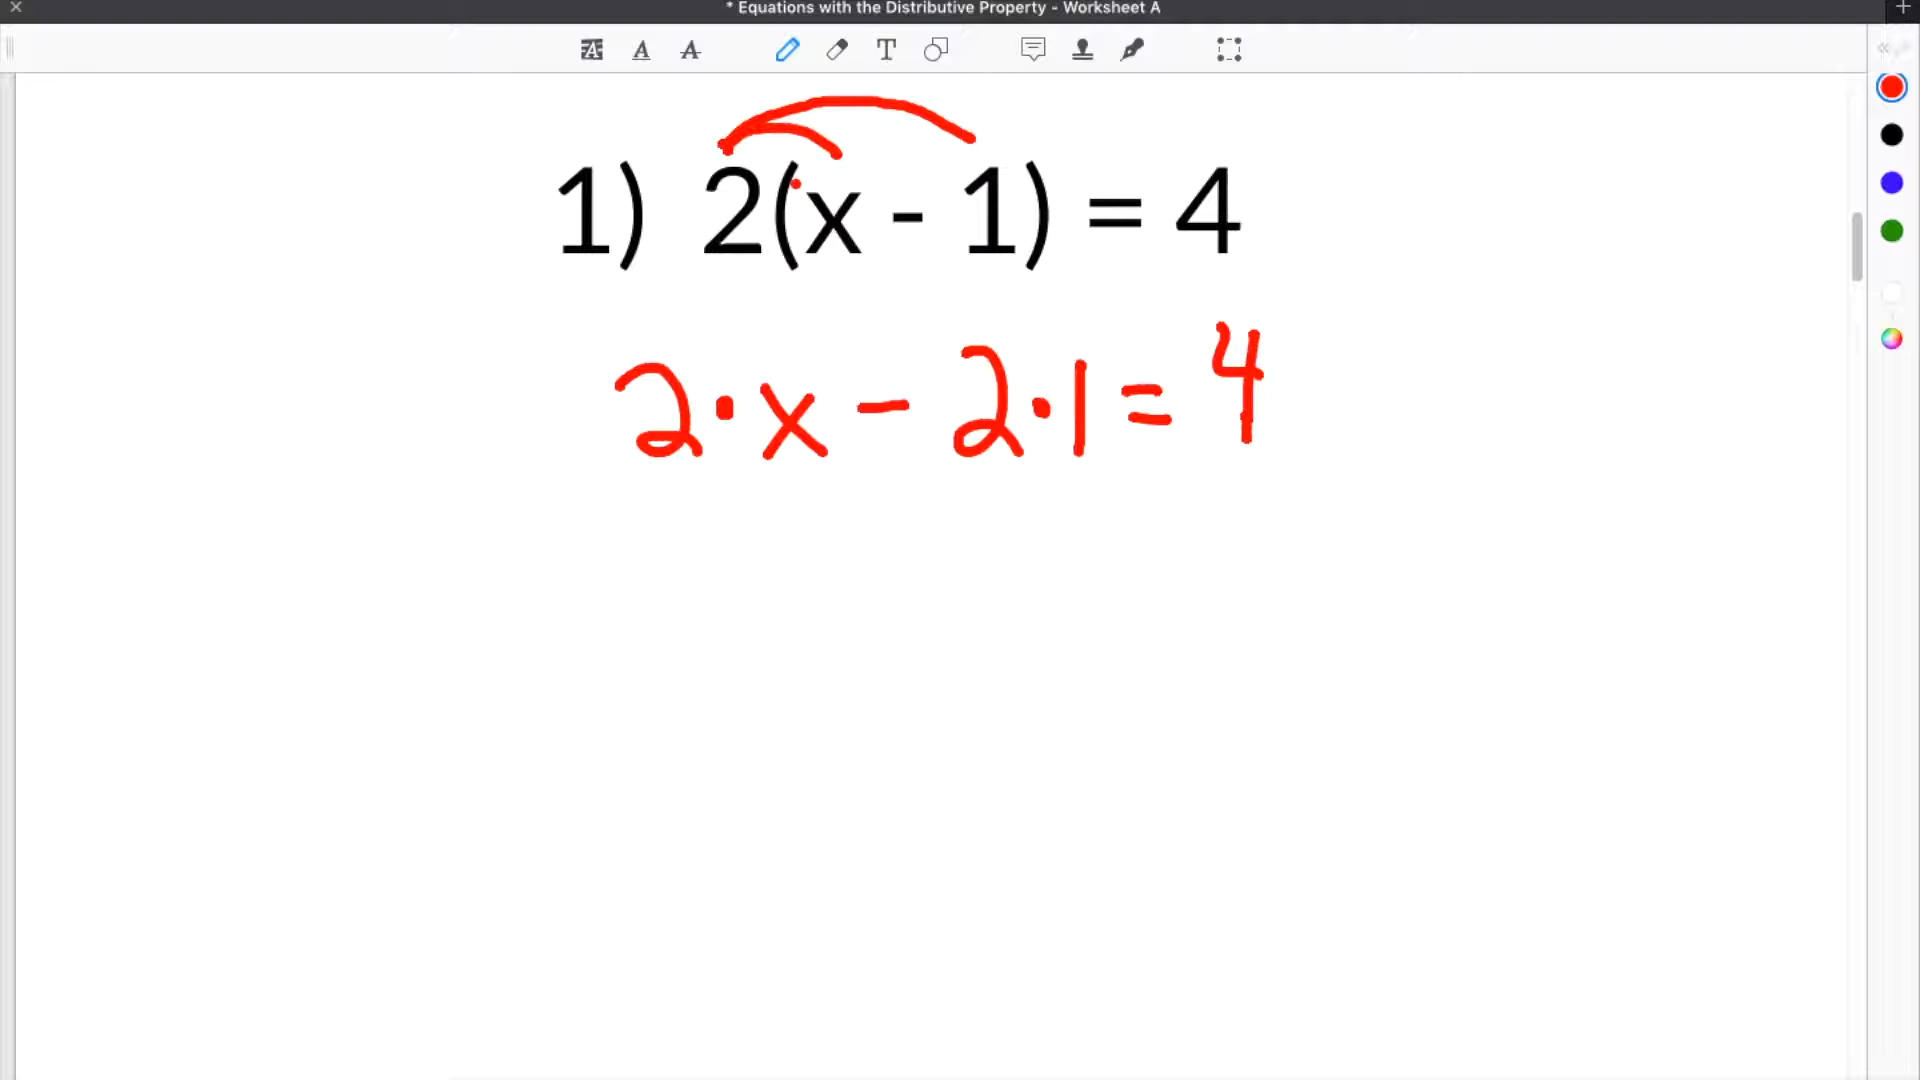 * Equations with the Distributive Property - Worksheet A
1) 2(x - 1) = 4
2·x - 2·1 = 4